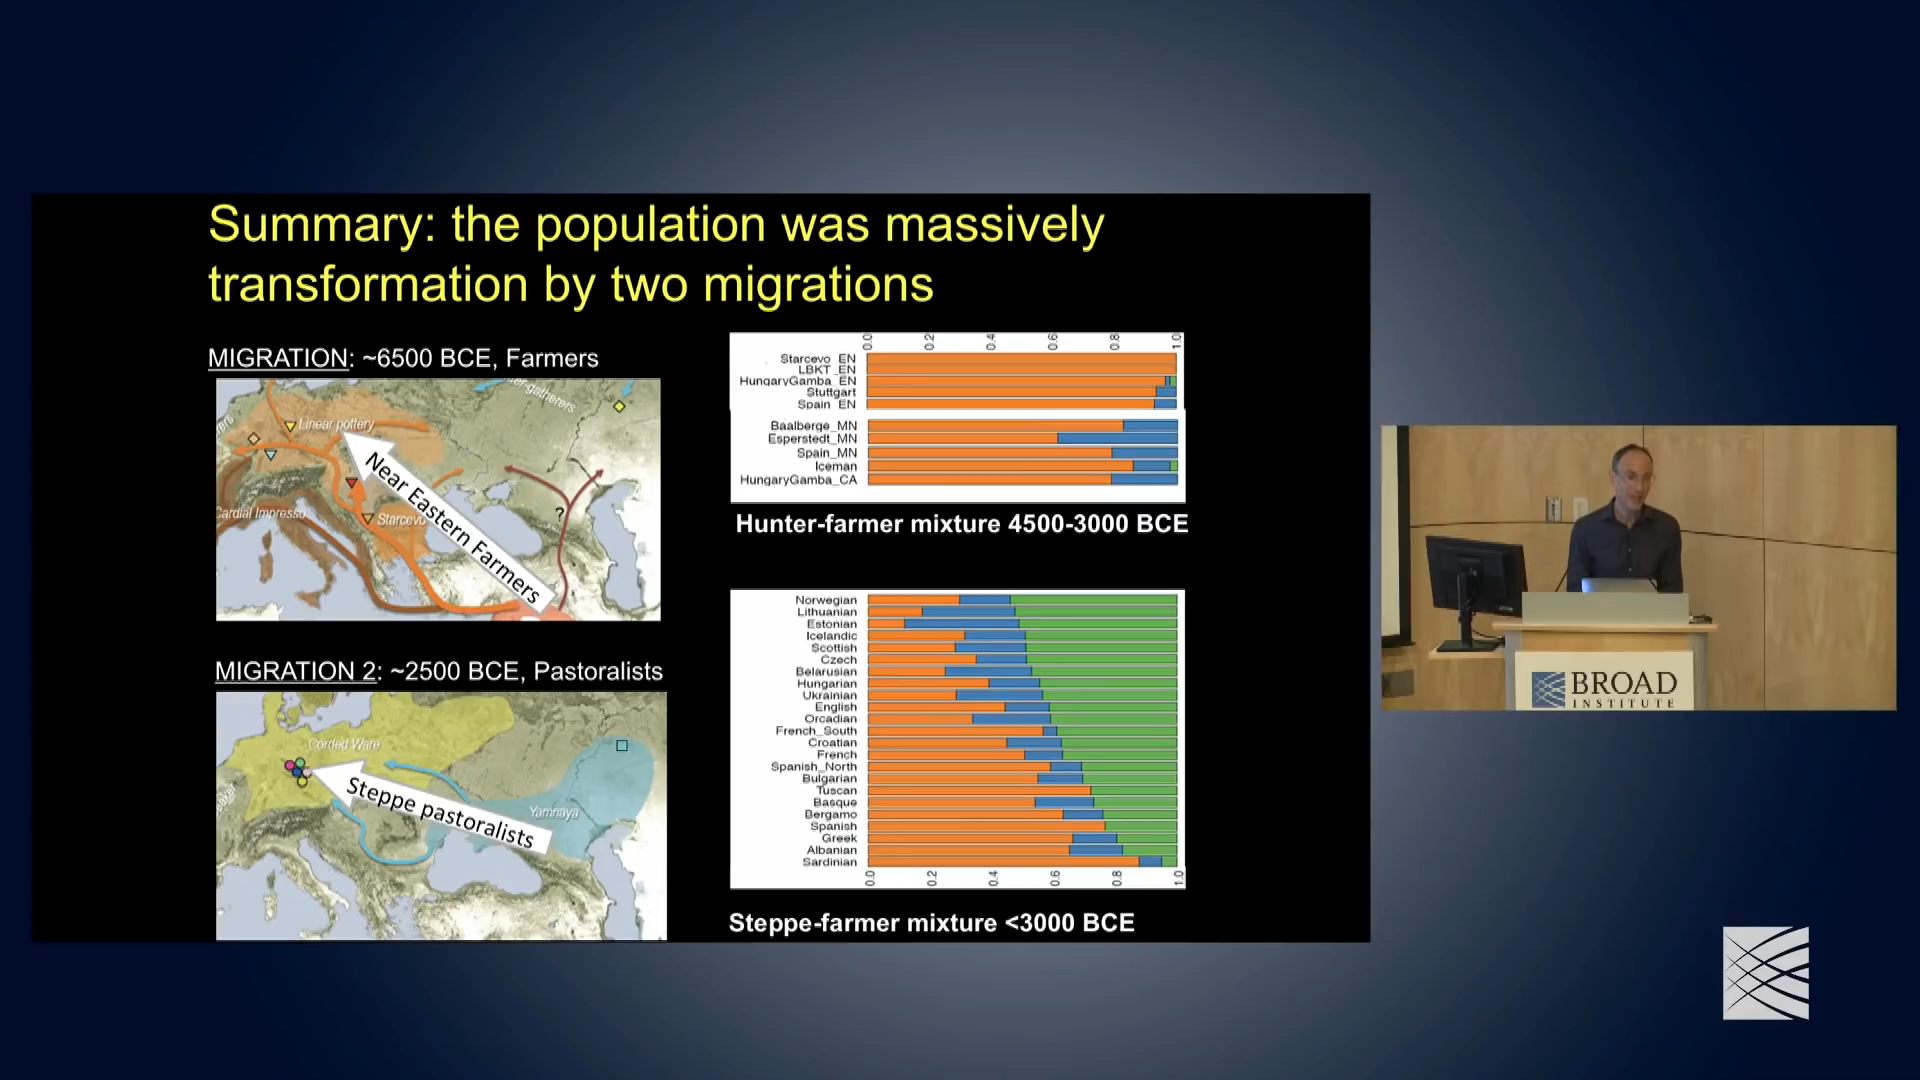 Summary: the population was massively
transformation by two migrations
MIGRATION: ~6500 BCE, Farmers
Linear pottery
Cardial Impresso
Starcevo
?
Near Eastern Farmers
MIGRATION 2: ~2500 BCE, Pastoralists
Corded Ware
Yamnaya
Steppe pastoralists
0.0 0.2 0.4 0.6 0.8 1.0
Starcevo_EN
LBKT_EN
HungaryGamba_EN
Stuttgart
Spain_EN
Baalberge_MN
Esperstedt_MN
Spain_MN
Iceman
HungaryGamba_CA
Hunter-farmer mixture 4500-3000 BCE
Norwegian
Lithuanian
Estonian
Icelandic
Scottish
Czech
Belarusian
Hungarian
Ukrainian
English
Orcadian
French_South
Croatian
French
Spanish_North
Bulgarian
Tuscan
Basque
Bergamo
Spanish
Greek
Albanian
Sardinian
0.0 0.2 0.4 0.6 0.8 1.0
Steppe-farmer mixture <3000 BCE
BROAD
INSTITUTE